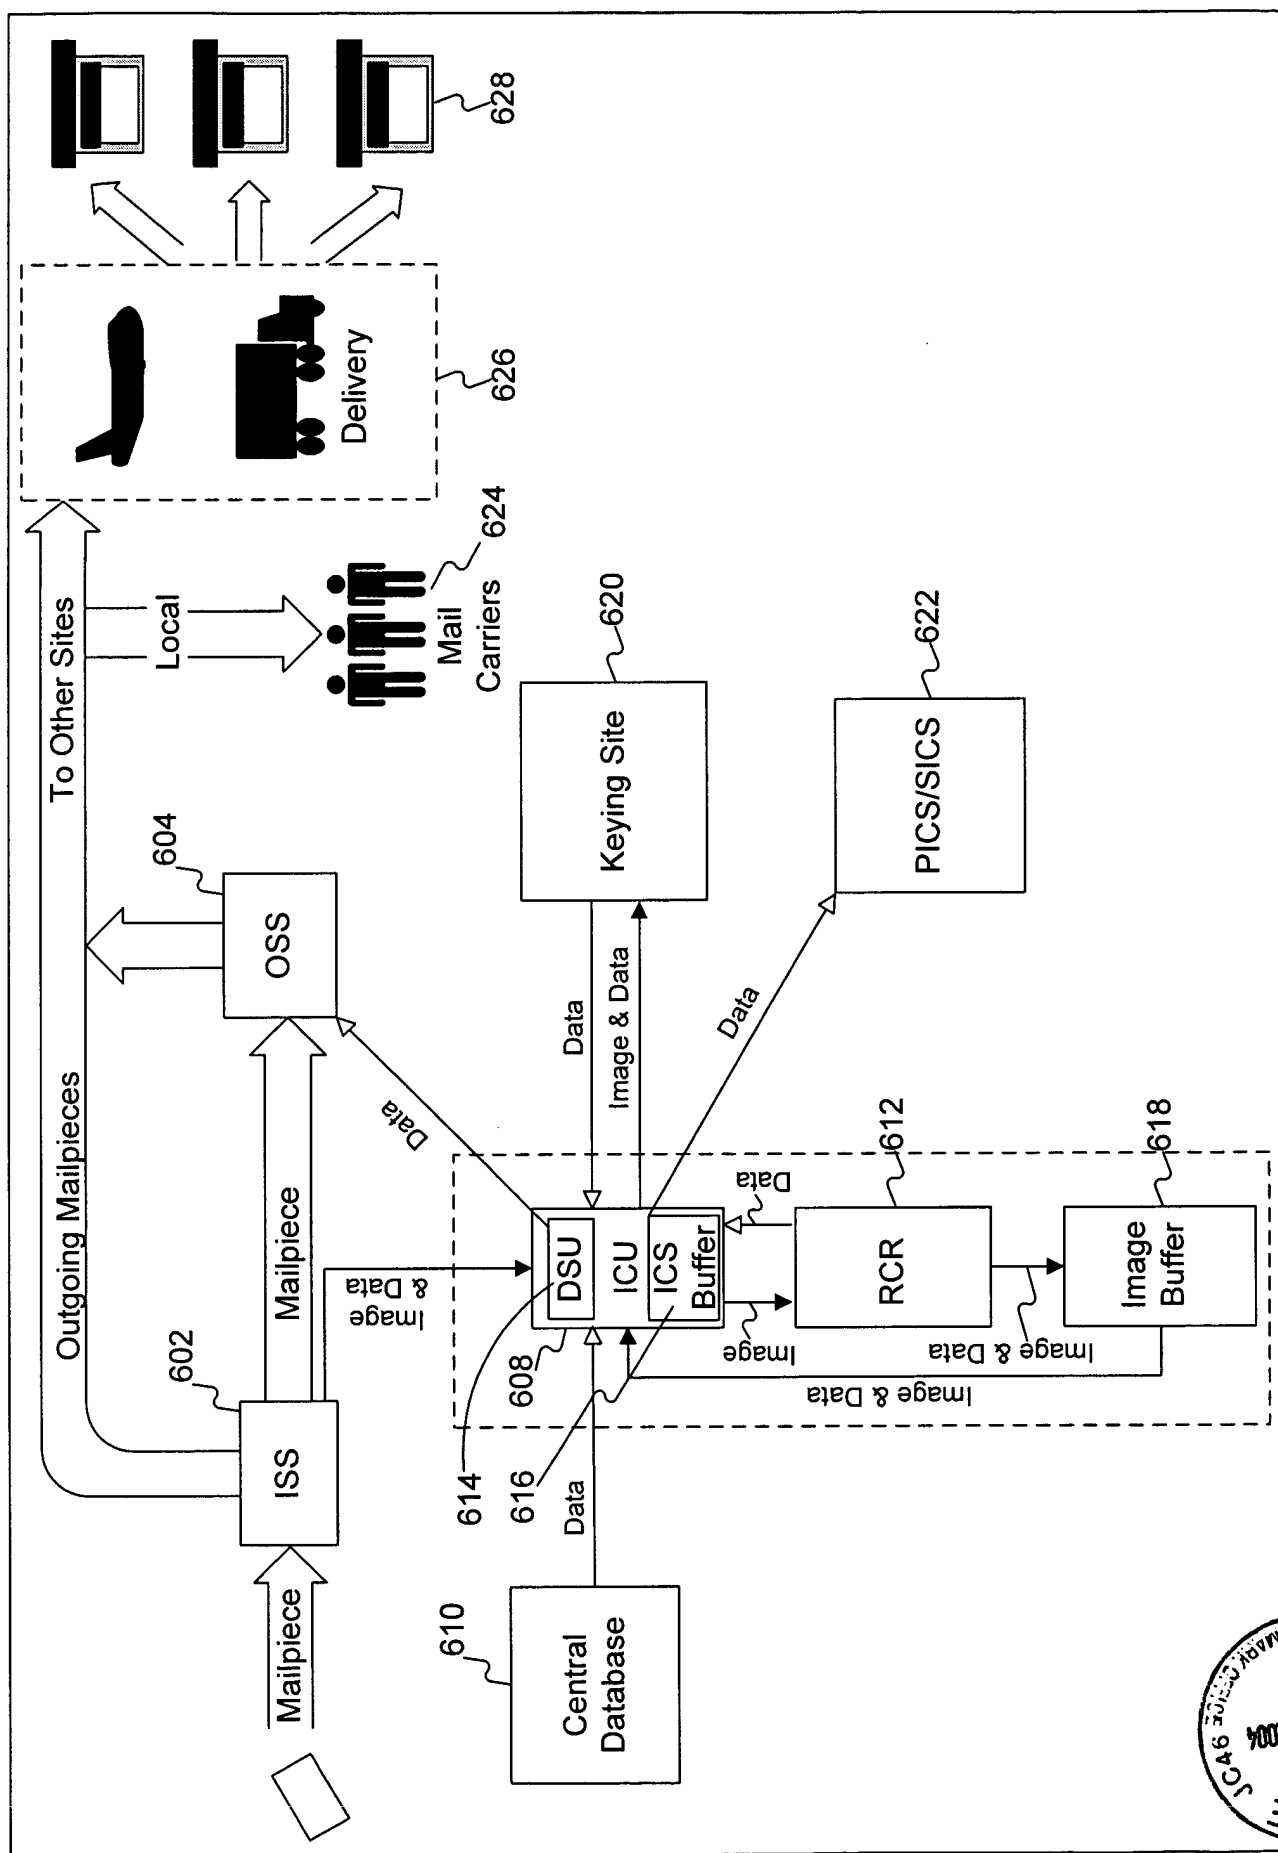 Mailpiece
ISS
602
Outgoing Mailpieces
To Other Sites
Mailpiece
OSS
604
Local
Mail
Carriers
624
Delivery
626
628
Image
& Data
Data
Central
Database
610
Data
614
616
608
DSU
ICU
ICS
Buffer
Data
Image & Data
Keying Site
620
Data
PICS/SICS
622
Image
Data
RCR
612
Image & Data
Image & Data
Image
Buffer
618
JC46